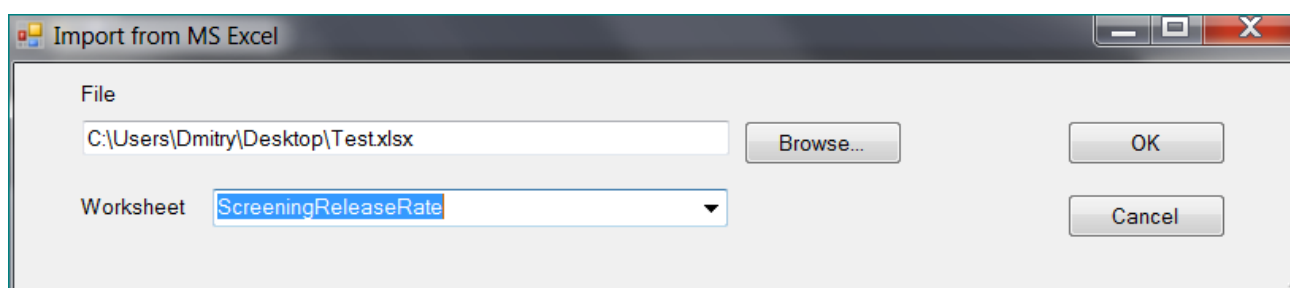 Import from MS Excel
File
C:\Users\Dmitry\Desktop\Test.xlsx Browse... OK
Worksheet ScreeningReleaseRate Cancel